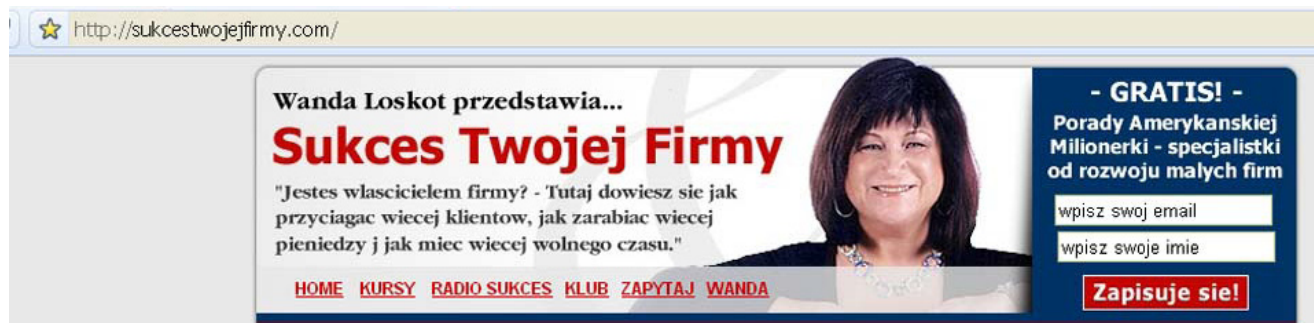 http://sukcestwojejfirmy.com/
Wanda Loskot przedstawia...
Sukces Twojej Firmy
"Jestes wlascicielem firmy? - Tutaj dowiesz sie jak
przyciagac wiecej klientow, jak zarabiac wiecej
pieniedzy j jak miec wiecej wolnego czasu."
HOME KURSY RADIO SUKCES KLUB ZAPYTAJ WANDA
- GRATIS! -
Porady Amerykanskiej
Milionerki - specjalistki
od rozwoju malych firm
wpisz swoj email
wpisz swoje imie
Zapisuje sie!